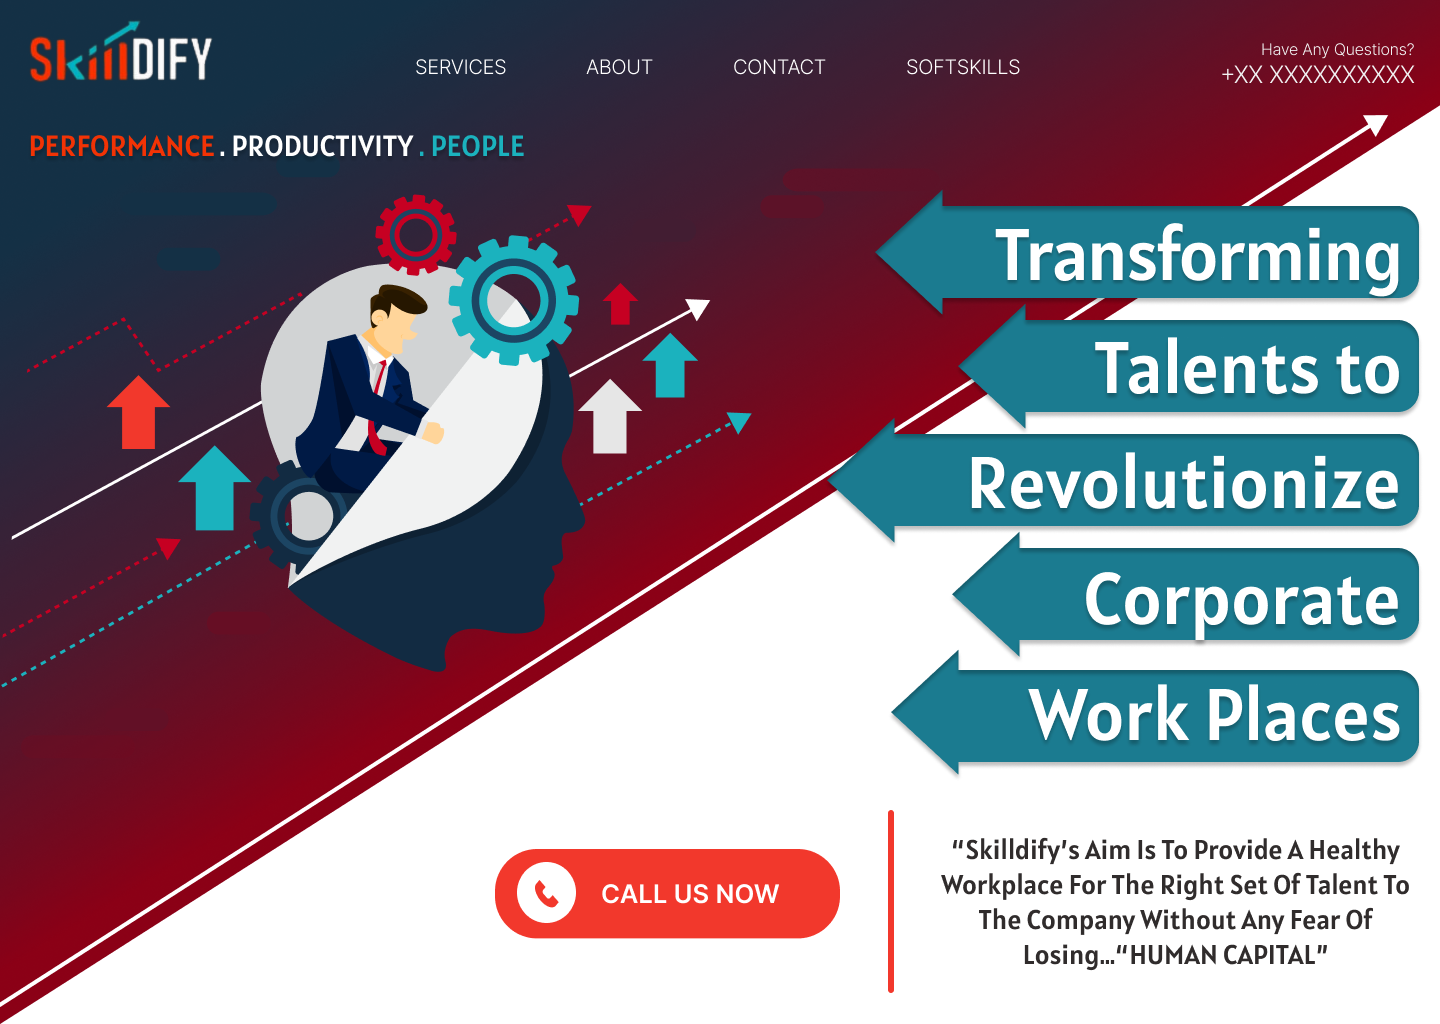 SkillDIFY
SERVICES ABOUT CONTACT SOFTSKILLS
Have Any Questions?
+XX XXXXXXXXXX
PERFORMANCE . PRODUCTIVITY . PEOPLE
Transforming
Talents to
Revolutionize
Corporate
Work Places
CALL US NOW
“Skilldify’s Aim Is To Provide A Healthy
Workplace For The Right Set Of Talent To
The Company Without Any Fear Of
Losing...“HUMAN CAPITAL”